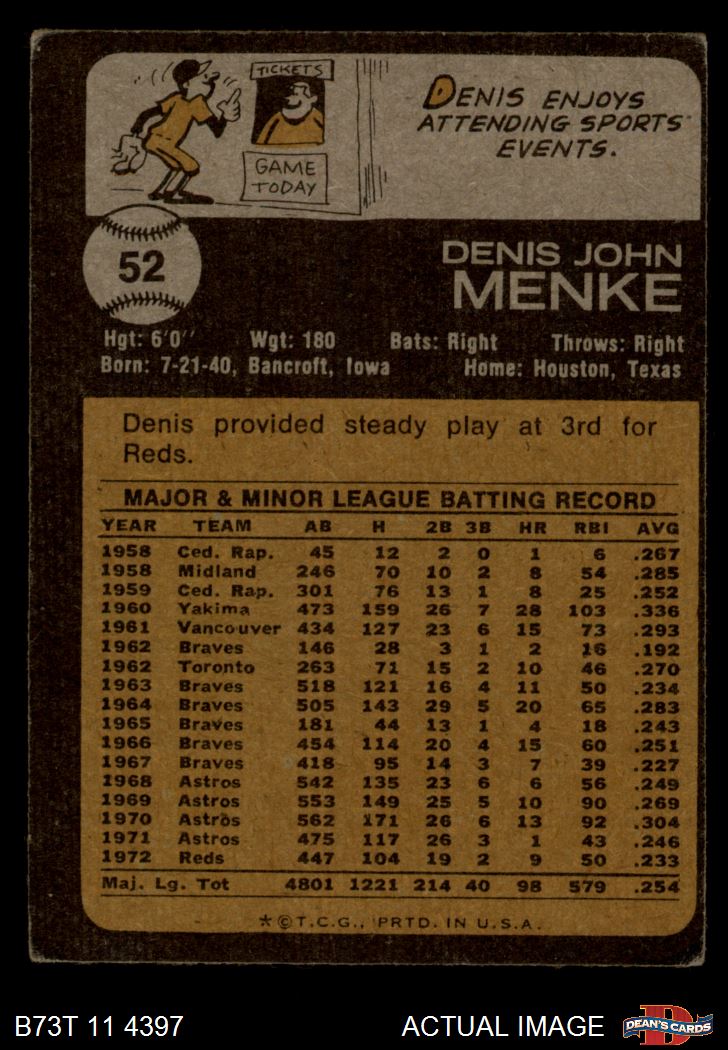 TICKETS
GAME
TODAY
DENIS ENJOYS
ATTENDING SPORTS
EVENTS.
52
DENIS JOHN
MENKE
Hgt: 6'0" Wgt: 180 Bats: Right Throws: Right
Born: 7-21-40, Bancroft, Iowa Home: Houston, Texas
Denis provided steady play at 3rd for
Reds.
MAJOR & MINOR LEAGUE BATTING RECORD
YEAR TEAM AB H 2B 3B HR RBI AVG
1958 Ced. Rap. 45 12 2 0 1 6 .267
1958 Midland 246 70 10 2 8 54 .285
1959 Ced. Rap. 301 76 13 1 8 25 .252
1960 Yakima 473 159 26 7 28 103 .336
1961 Vancouver 434 127 23 6 15 73 .293
1962 Braves 146 28 3 1 2 16 .192
1962 Toronto 263 71 15 2 10 46 .270
1963 Braves 518 121 16 4 11 50 .234
1964 Braves 505 143 29 5 20 65 .283
1965 Braves 181 44 13 1 4 18 .243
1966 Braves 454 114 20 4 15 60 .251
1967 Braves 418 95 14 3 7 39 .227
1968 Astros 542 135 23 6 6 56 .249
1969 Astros 553 149 25 5 10 90 .269
1970 Astros 562 171 26 6 13 92 .304
1971 Astros 475 117 26 3 1 43 .246
1972 Reds 447 104 19 2 9 50 .233
Maj. Lg. Tot 4801 1221 214 40 98 579 .254
*©T.C.G., PRTD. IN U.S.A.
B73T 11 4397 ACTUAL IMAGE DEAN'S CARDS